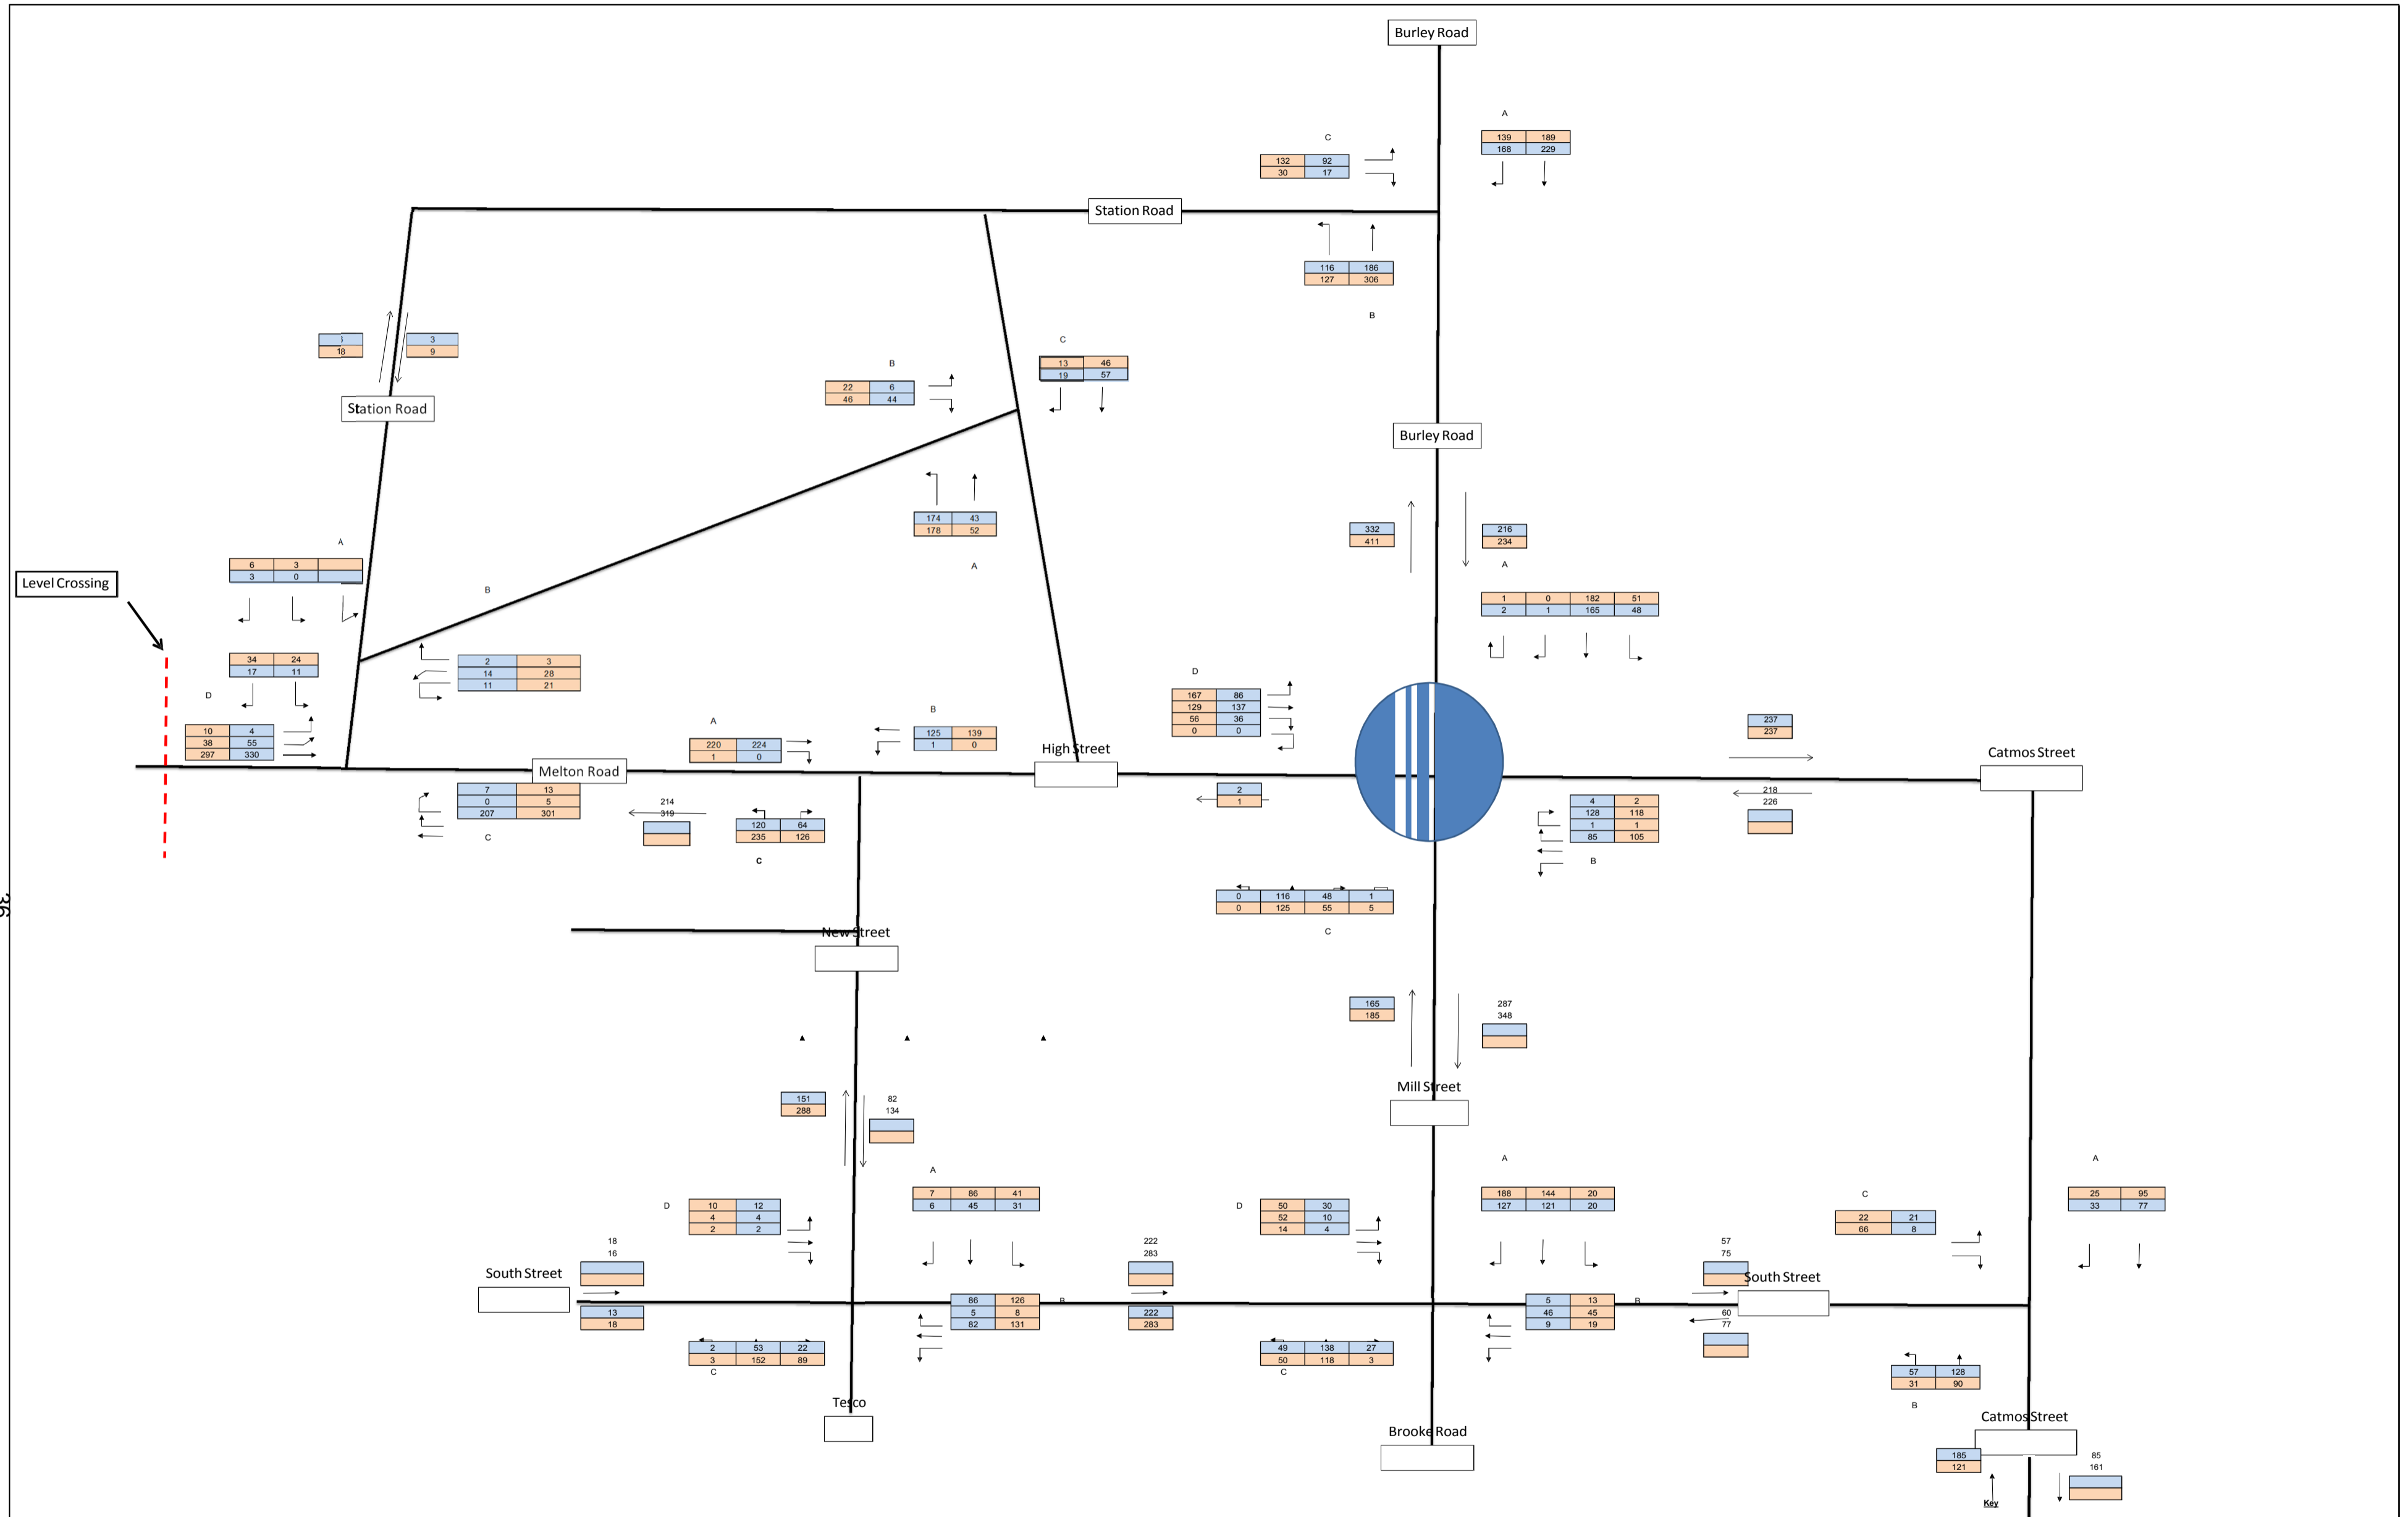 Burley Road
A
139 189
168 229
C
132 92
30 17
Station Road
116 186
127 306
B
18
3
9
Station Road
C
13 46
19 57
B
22 6
46 44
Burley Road
174 43
178 52
A
332
411
216
234
A
6 3
3 0
A
1 0 182 51
2 1 165 48
Level Crossing
B
34 24
17 11
D
2 3
14 28
11 21
D
167 86
129 137
56 36
0 0
10 4
38 55
297 330
A
220 224
1 0
B
125 139
1 0
High Street
237
237
Catmos Street
Melton Road
7 13
0 5
207 301
C
214
319
120 64
235 126
C
2
1
4 2
128 118
1 1
85 105
B
218
226
0 116 48 1
0 125 55 5
C
New Street
165
185
287
348
Mill Street
151
288
82
134
A
7 86 41
6 45 31
D
10 12
4 4
2 2
D
50 30
52 10
14 4
A
188 144 20
127 121 20
C
22 21
66 8
A
25 95
33 77
18
16
222
283
57
75
South Street
South Street
13
18
86 126
5 8
82 131
B
222
283
5 13
46 45
9 19
B
60
77
2 53 22
3 152 89
C
49 138 27
50 118 3
C
57 128
31 90
B
Tesco
Brooke Road
Catmos Street
185
121
85
161
Key